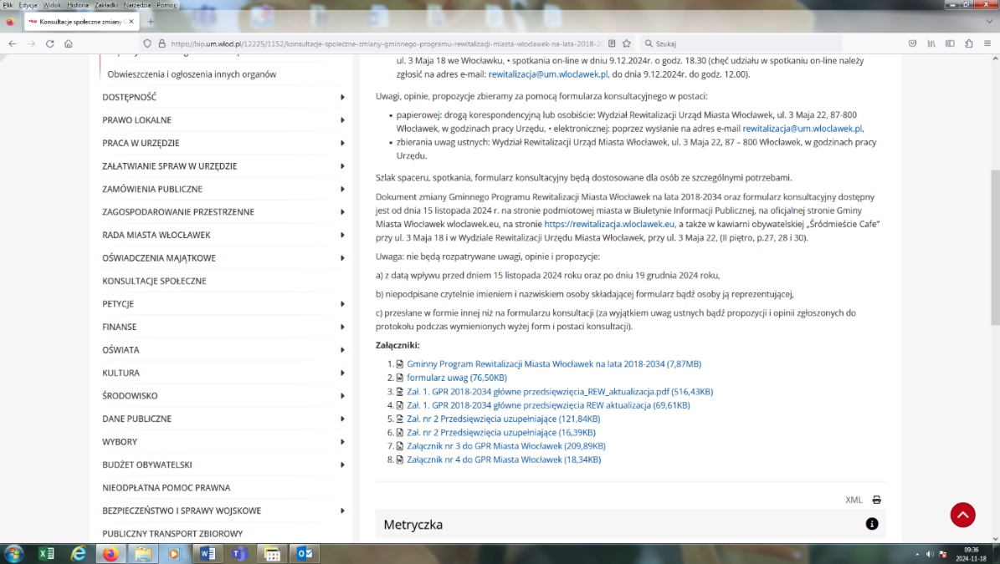 Plik Edycja Widok Historia Zakładki Narzędzia Pomoc
Konsultacje społeczne zmiany
https://bip.um.wlod.pl/12225/1152/konsultacje-spoleczne-zmiany-gminnego-programu-rewitalizacji-miasta-wloclawek-na-lata-2018-20
Szukaj
Obwieszczenia i ogłoszenia innych organów
DOSTĘPNOŚĆ
PRAWO LOKALNE
PRACA W URZĘDZIE
ZAŁATWIANIE SPRAW W URZĘDZIE
ZAMÓWIENIA PUBLICZNE
ZAGOSPODAROWANIE PRZESTRZENNE
RADA MIASTA WŁOCŁAWEK
OŚWIADCZENIA MAJĄTKOWE
KONSULTACJE SPOŁECZNE
PETYCJE
FINANSE
OŚWIATA
KULTURA
ŚRODOWISKO
DANE PUBLICZNE
WYBORY
BUDŻET OBYWATELSKI
NIEODPŁATNA POMOC PRAWNA
BEZPIECZEŃSTWO I SPRAWY WOJSKOWE
PUBLICZNY TRANSPORT ZBIOROWY
ul. 3 Maja 18 we Włocławku, • spotkania on-line w dniu 9.12.2024r. o godz. 18.30 (chęć udziału w spotkaniu on-line należy
zgłosić na adres e-mail: rewitalizacja@um.wloclawek.pl, do dnia 9.12.2024r. do godz. 12.00).
Uwagi, opinie, propozycje zbieramy za pomocą formularza konsultacyjnego w postaci:
• papierowej: drogą korespondencyjną lub osobiście: Wydział Rewitalizacji Urząd Miasta Włocławek, ul. 3 Maja 22, 87-800
Włocławek, w godzinach pracy Urzędu, • elektronicznej: poprzez wysłanie na adres e-mail rewitalizacja@um.wloclawek.pl,
• zbierania uwag ustnych: Wydział Rewitalizacji Urząd Miasta Włocławek, ul. 3 Maja 22, 87 – 800 Włocławek, w godzinach pracy
Urzędu.
Szlak spaceru, spotkania, formularz konsultacyjny będą dostosowane dla osób ze szczególnymi potrzebami.
Dokument zmiany Gminnego Programu Rewitalizacji Miasta Włocławek na lata 2018-2034 oraz formularz konsultacyjny dostępny
jest od dnia 15 listopada 2024 r. na stronie podmiotowej miasta w Biuletynie Informacji Publicznej, na oficjalnej stronie Gminy
Miasta Włocławek wloclawek.eu, na stronie https://rewitalizacja.wloclawek.eu, a także w kawiarni obywatelskiej „Śródmieście Cafe"
przy ul. 3 Maja 18 i w Wydziale Rewitalizacji Urzędu Miasta Włocławek, przy ul. 3 Maja 22, (II piętro, p.27, 28 i 30).
Uwaga: nie będą rozpatrywane uwagi, opinie i propozycje:
a) z datą wpływu przed dniem 15 listopada 2024 roku oraz po dniu 19 grudnia 2024 roku,
b) niepodpisane czytelnie imieniem i nazwiskiem osoby składającej formularz bądź osoby ją reprezentującej,
c) przesłane w formie innej niż na formularzu konsultacji (za wyjątkiem uwag ustnych bądź propozycji i opinii zgłoszonych do
protokołu podczas wymienionych wyżej form i postaci konsultacji).
Załączniki:
1. Gminny Program Rewitalizacji Miasta Włocławek na lata 2018-2034 (7,87MB)
2. formularz uwag (76,50KB)
3. Zał. 1. GPR 2018-2034 główne przedsięwzięcia_REW_aktualizacja.pdf (516,43KB)
4. Zał. 1. GPR 2018-2034 główne przedsięwzięcia REW aktualizacja (69,61KB)
5. Zał. nr 2 Przedsięwzięcia uzupełniające (121,84KB)
6. Zał. nr 2 Przedsięwzięcia uzupełniające (16,39KB)
7. Załącznik nr 3 do GPR Miasta Włocławek (209,89KB)
8. Załącznik nr 4 do GPR Miasta Włocławek (18,34KB)
XML
Metryczka
09:36
2024-11-18